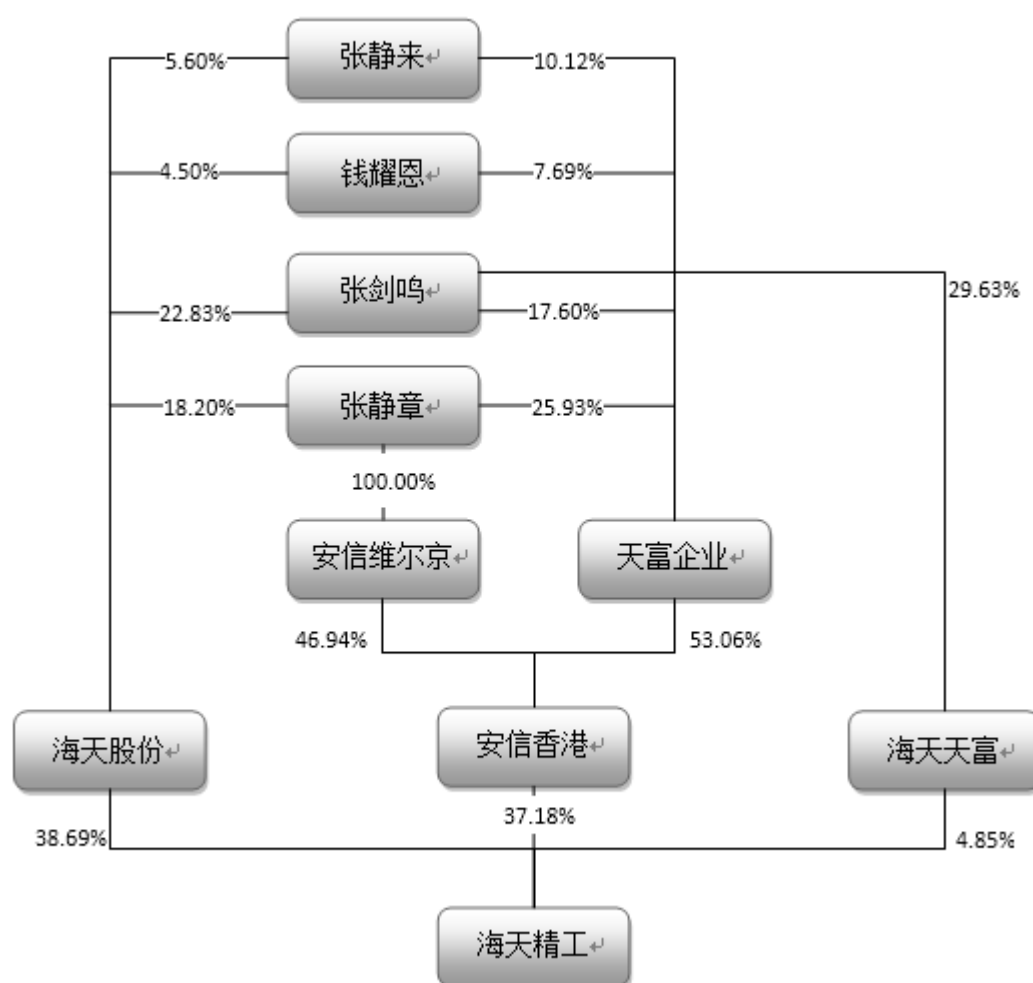 5.60% 张静来↵ 10.12%
4.50% 钱耀恩↵ 7.69%
张剑鸣↵ 29.63%
22.83% 17.60%
18.20% 张静章↵ 25.93%
100.00%
安信维尔京↵ 天富企业↵
46.94% 53.06%
海天股份↵ 安信香港↵ 海天天富↵
37.18%
38.69% 4.85%
海天精工↵